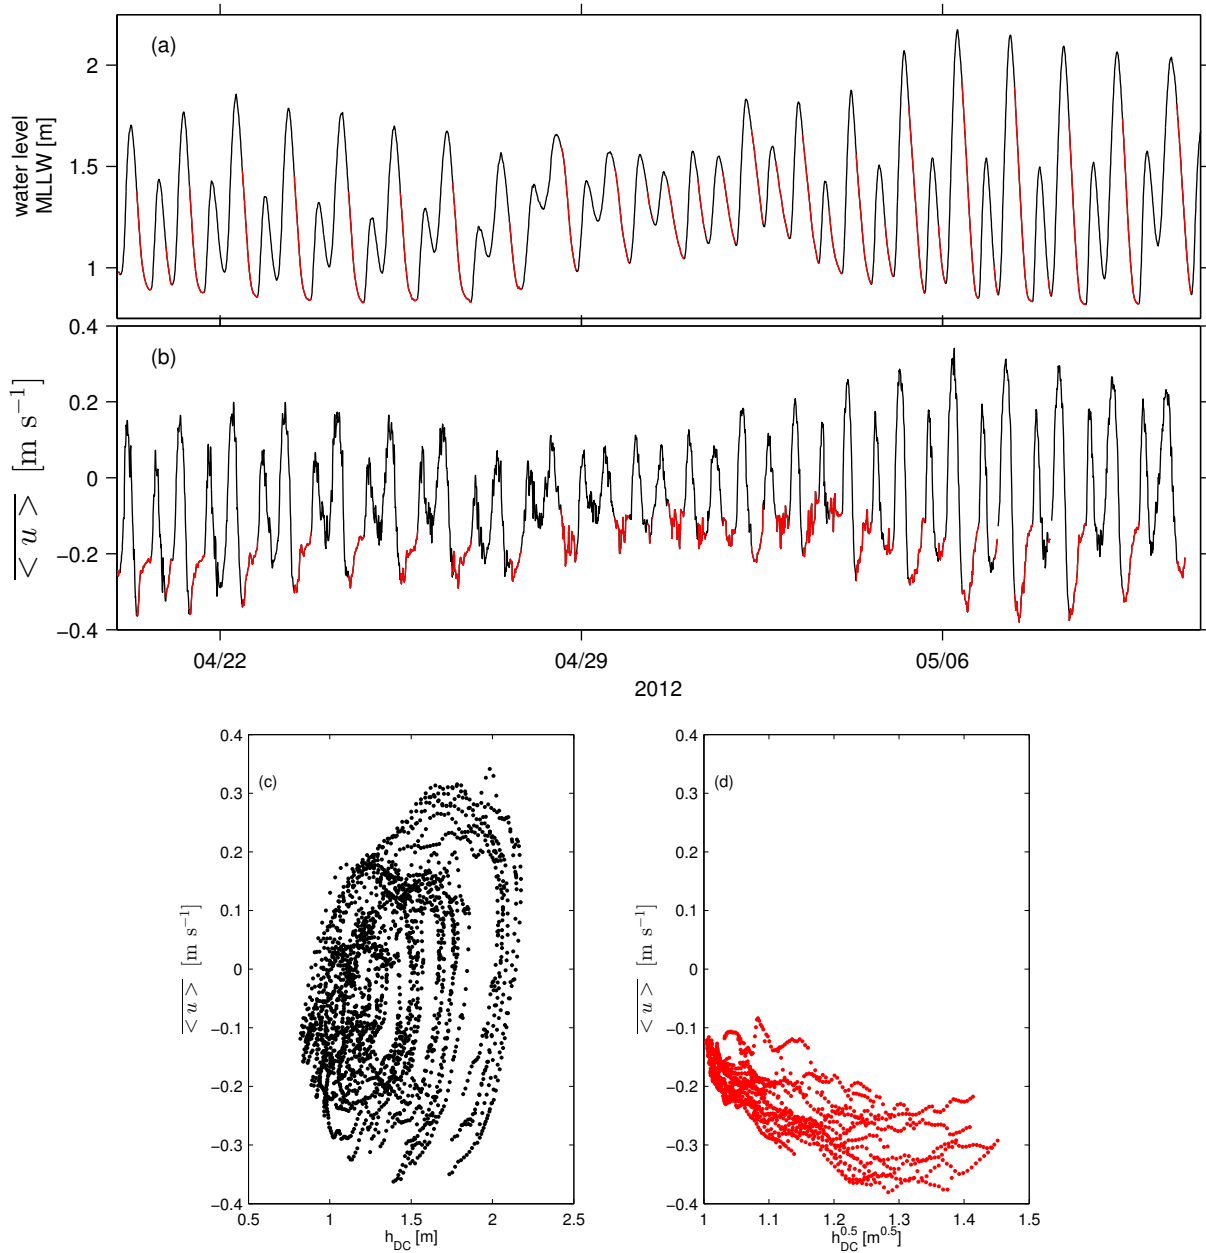 (a)
water level
MLLW [m]
2
1.5
1
(b)
<u> [m s⁻¹]
0.4
0.2
0
−0.2
−0.4
04/22 04/29 05/06
2012
(c)
<u> [m s⁻¹]
0.4
0.3
0.2
0.1
0
−0.1
−0.2
−0.3
−0.4
0.5 1 1.5 2 2.5
h_DC [m]
(d)
<u> [m s⁻¹]
0.4
0.3
0.2
0.1
0
−0.1
−0.2
−0.3
−0.4
1 1.1 1.2 1.3 1.4 1.5
h_DC^0.5 [m^0.5]